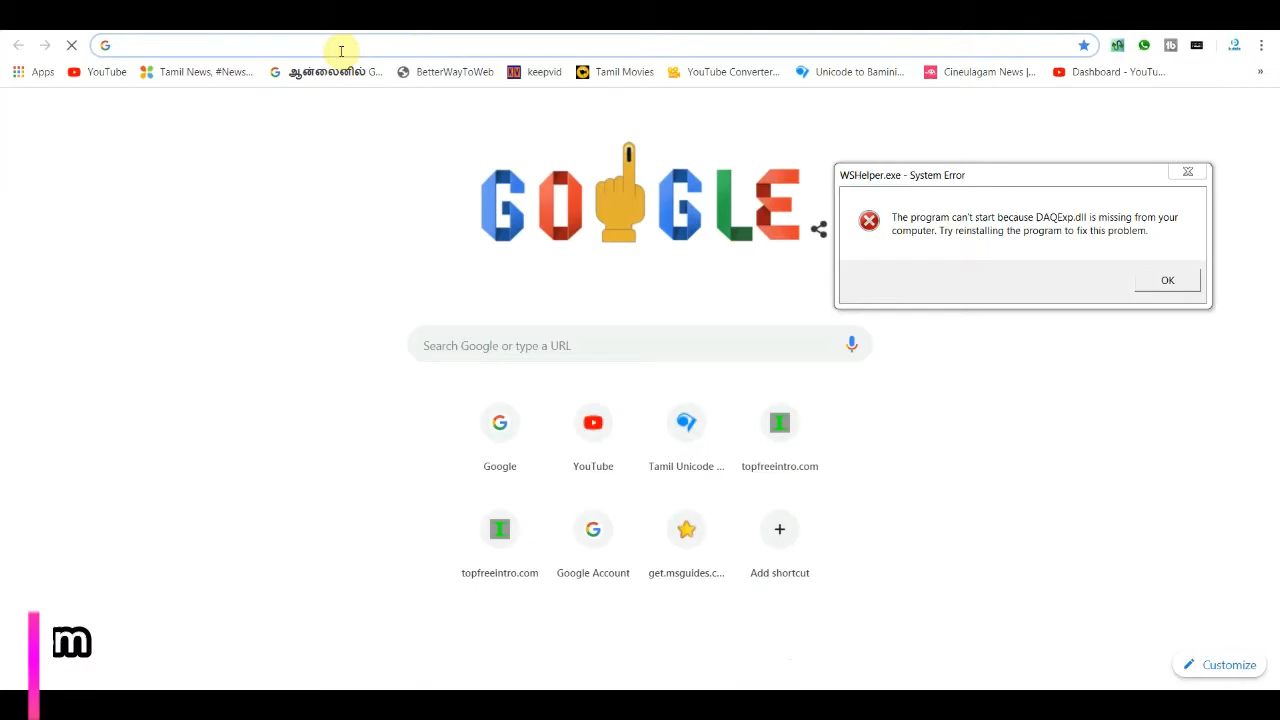 Apps
YouTube
Tamil News, #News...
ஆன்லைனில் G...
BetterWayToWeb
keepvid
Tamil Movies
YouTube Converter...
Unicode to Bamini...
Cineulagam News |...
Dashboard - YouTu...
GOOGLE
WSHelper.exe - System Error
The program can't start because DAQExp.dll is missing from your
computer. Try reinstalling the program to fix this problem.
OK
Search Google or type a URL
Google
YouTube
Tamil Unicode ...
topfreeintro.com
topfreeintro.com
Google Account
get.msguides.c...
Add shortcut
m
Customize